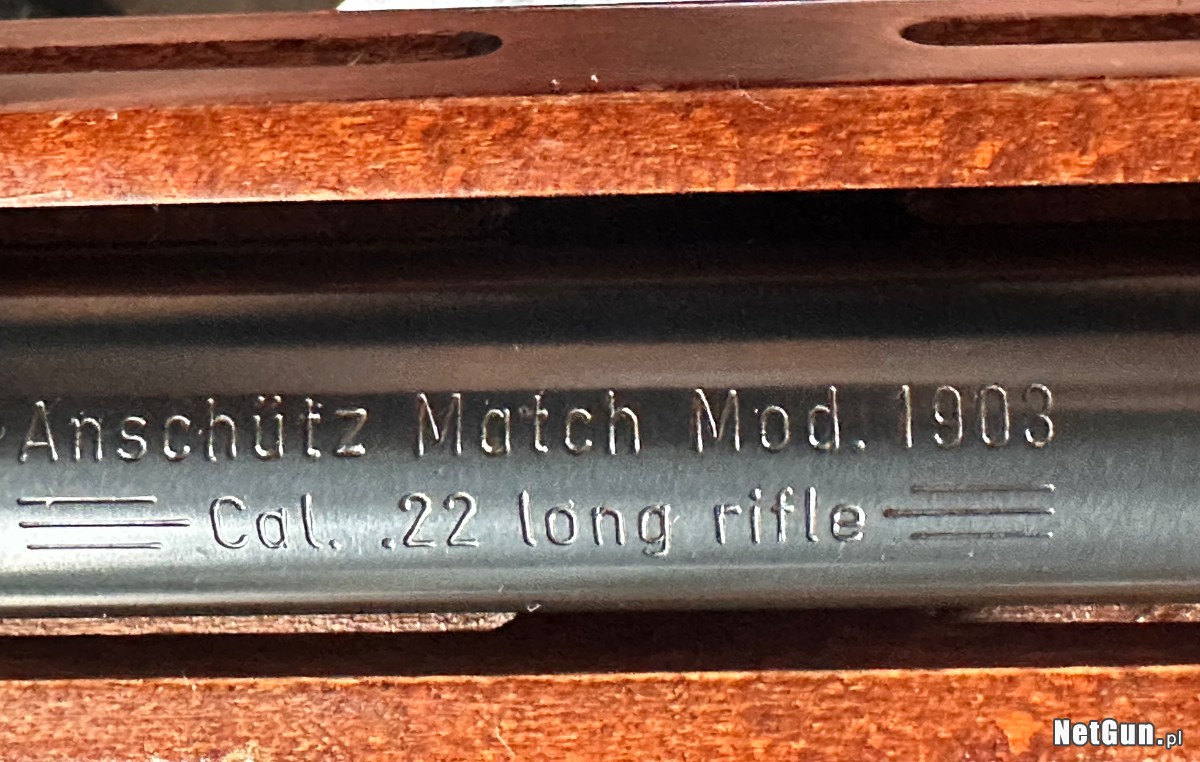 Anschütz Match Mod. 1903
Cal. .22 long rifle
NetGun.pl